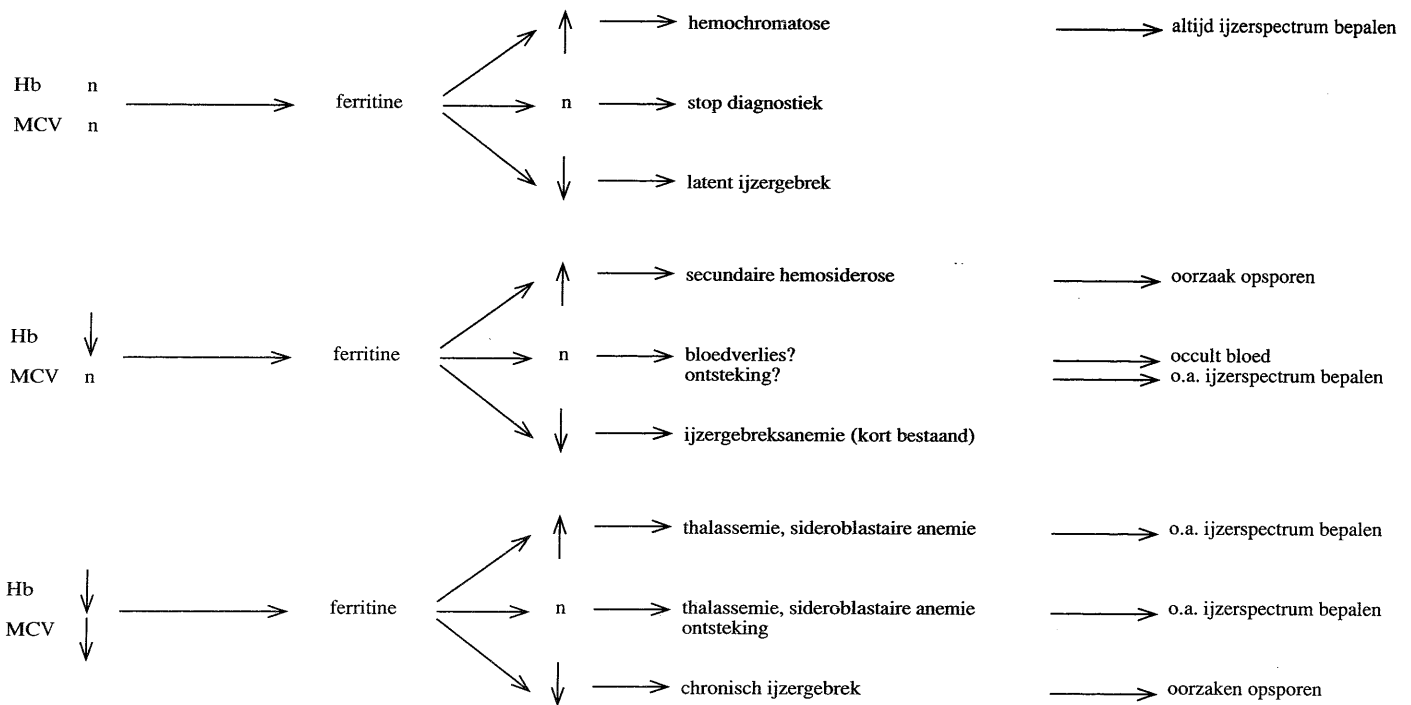 hemochromatose
altijd ijzerspectrum bepalen
Hb n
ferritine
n
stop diagnostiek
MCV n
latent ijzergebrek
secundaire hemosiderose
oorzaak opsporen
Hb
ferritine
n
bloedverlies?
occult bloed
MCV n
ontsteking?
o.a. ijzerspectrum bepalen
ijzergebreksanemie (kort bestaand)
thalassemie, sideroblastaire anemie
o.a. ijzerspectrum bepalen
Hb
ferritine
n
thalassemie, sideroblastaire anemie
o.a. ijzerspectrum bepalen
MCV
ontsteking
chronisch ijzergebrek
oorzaken opsporen